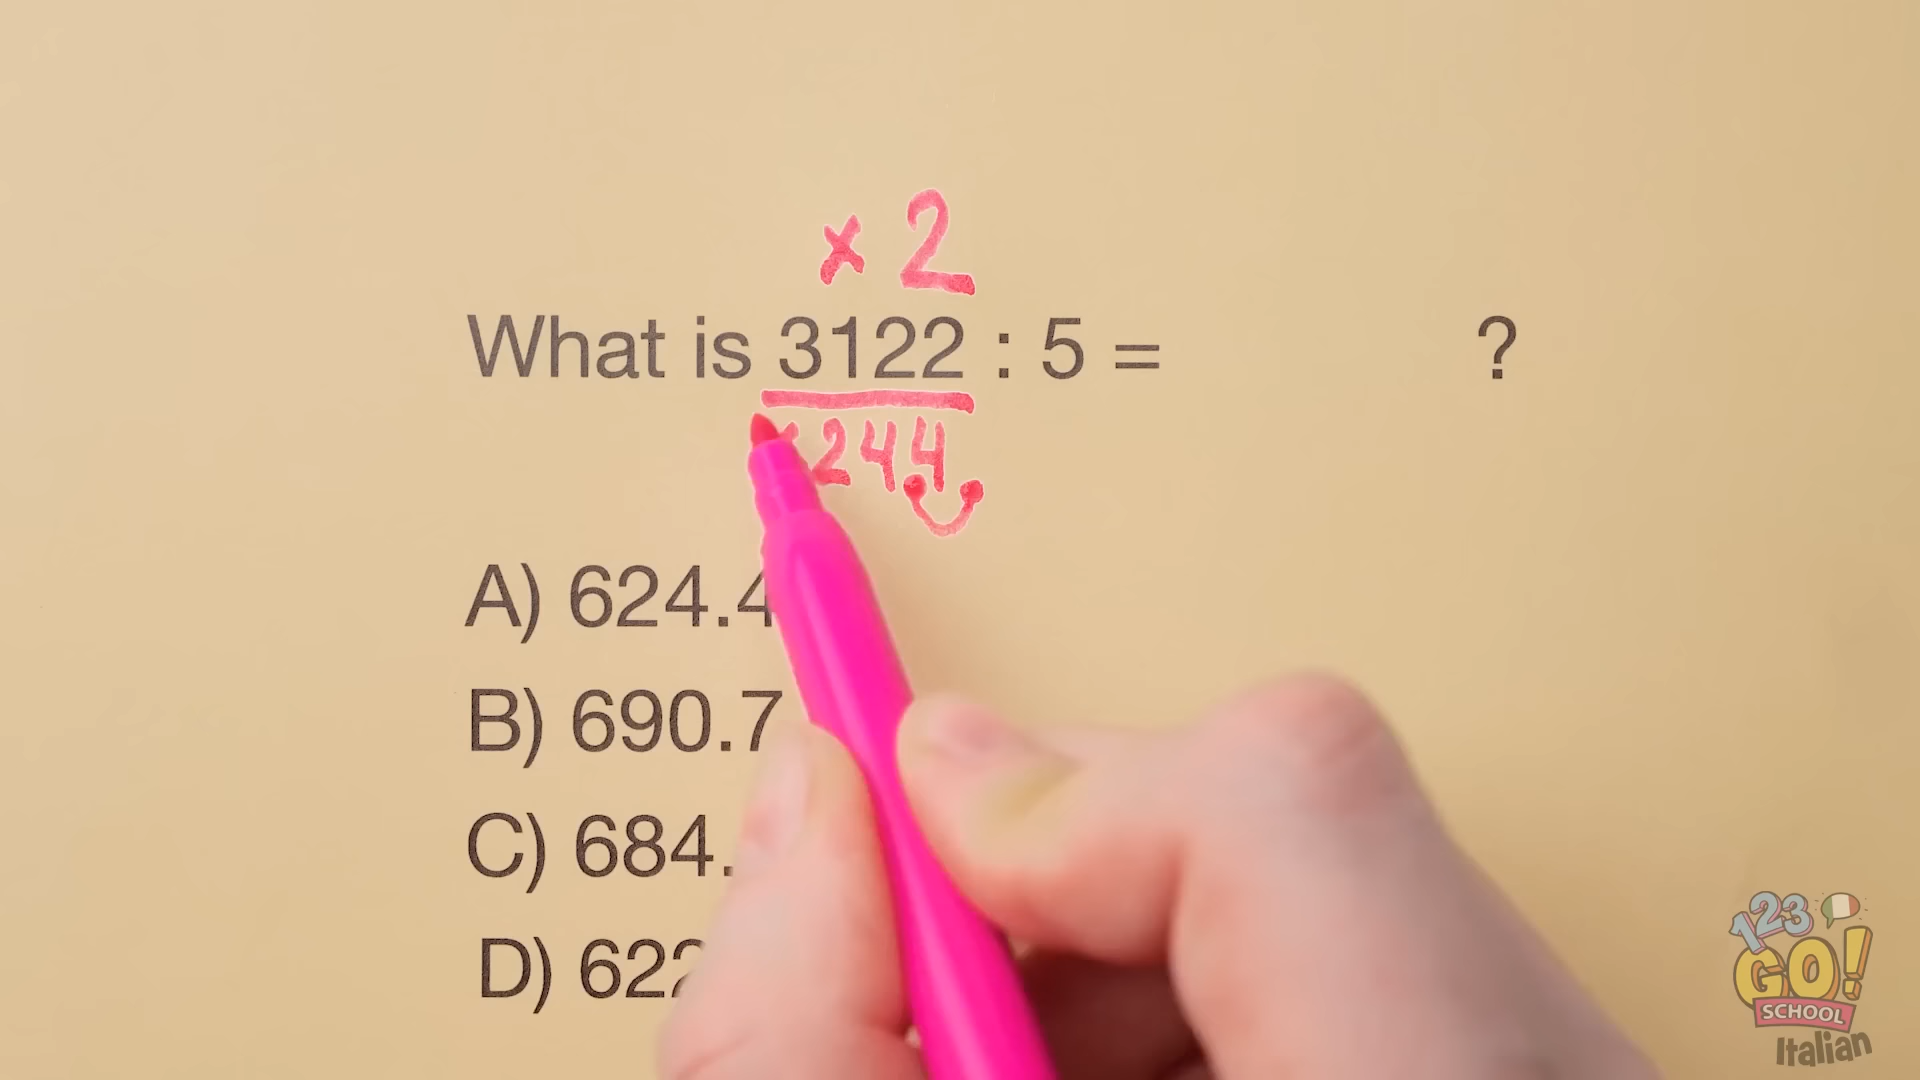 × 2
What is 3122 : 5 = ?
244
A) 624.4
B) 690.7
C) 684.
D) 622
123
GO!
SCHOOL
Italian